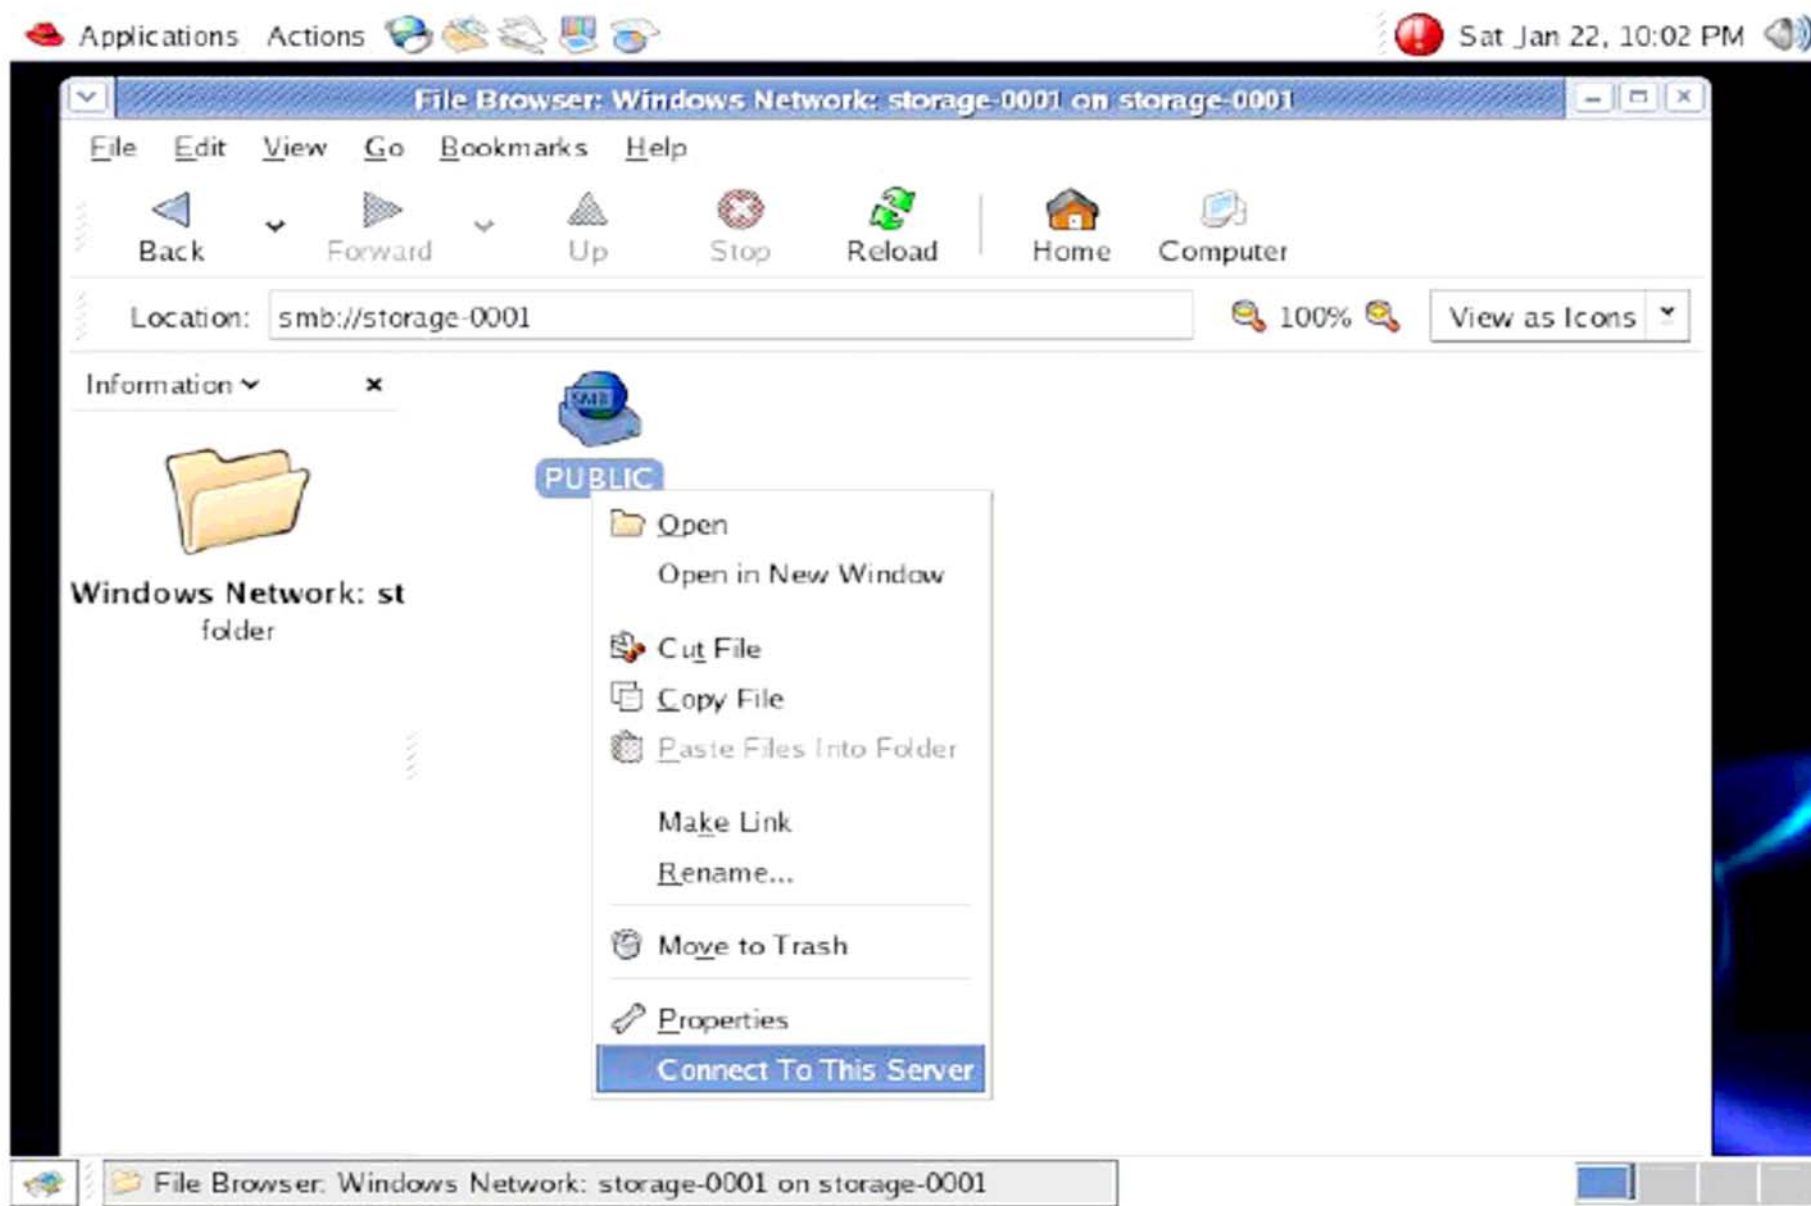 Applications Actions Sat Jan 22, 10:02 PM
File Browser: Windows Network: storage-0001 on storage-0001
File Edit View Go Bookmarks Help
Back Forward Up Stop Reload Home Computer
Location: smb://storage-0001 100% View as Icons
Information
SMB
PUBLIC
Windows Network: st
folder
Open
Open in New Window
Cut File
Copy File
Paste Files Into Folder
Make Link
Rename...
Move to Trash
Properties
Connect To This Server
File Browser: Windows Network: storage-0001 on storage-0001